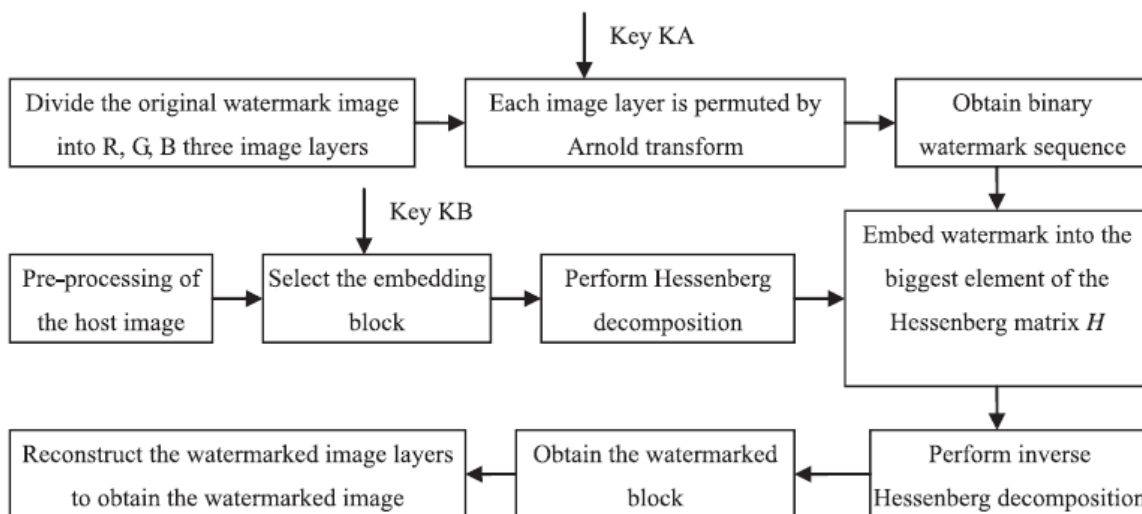 Key KA
Divide the original watermark image
into R, G, B three image layers
Each image layer is permuted by
Arnold transform
Obtain binary
watermark sequence
Key KB
Pre-processing of
the host image
Select the embedding
block
Perform Hessenberg
decomposition
Embed watermark into the
biggest element of the
Hessenberg matrix H
Reconstruct the watermarked image layers
to obtain the watermarked image
Obtain the watermarked
block
Perform inverse
Hessenberg decomposition